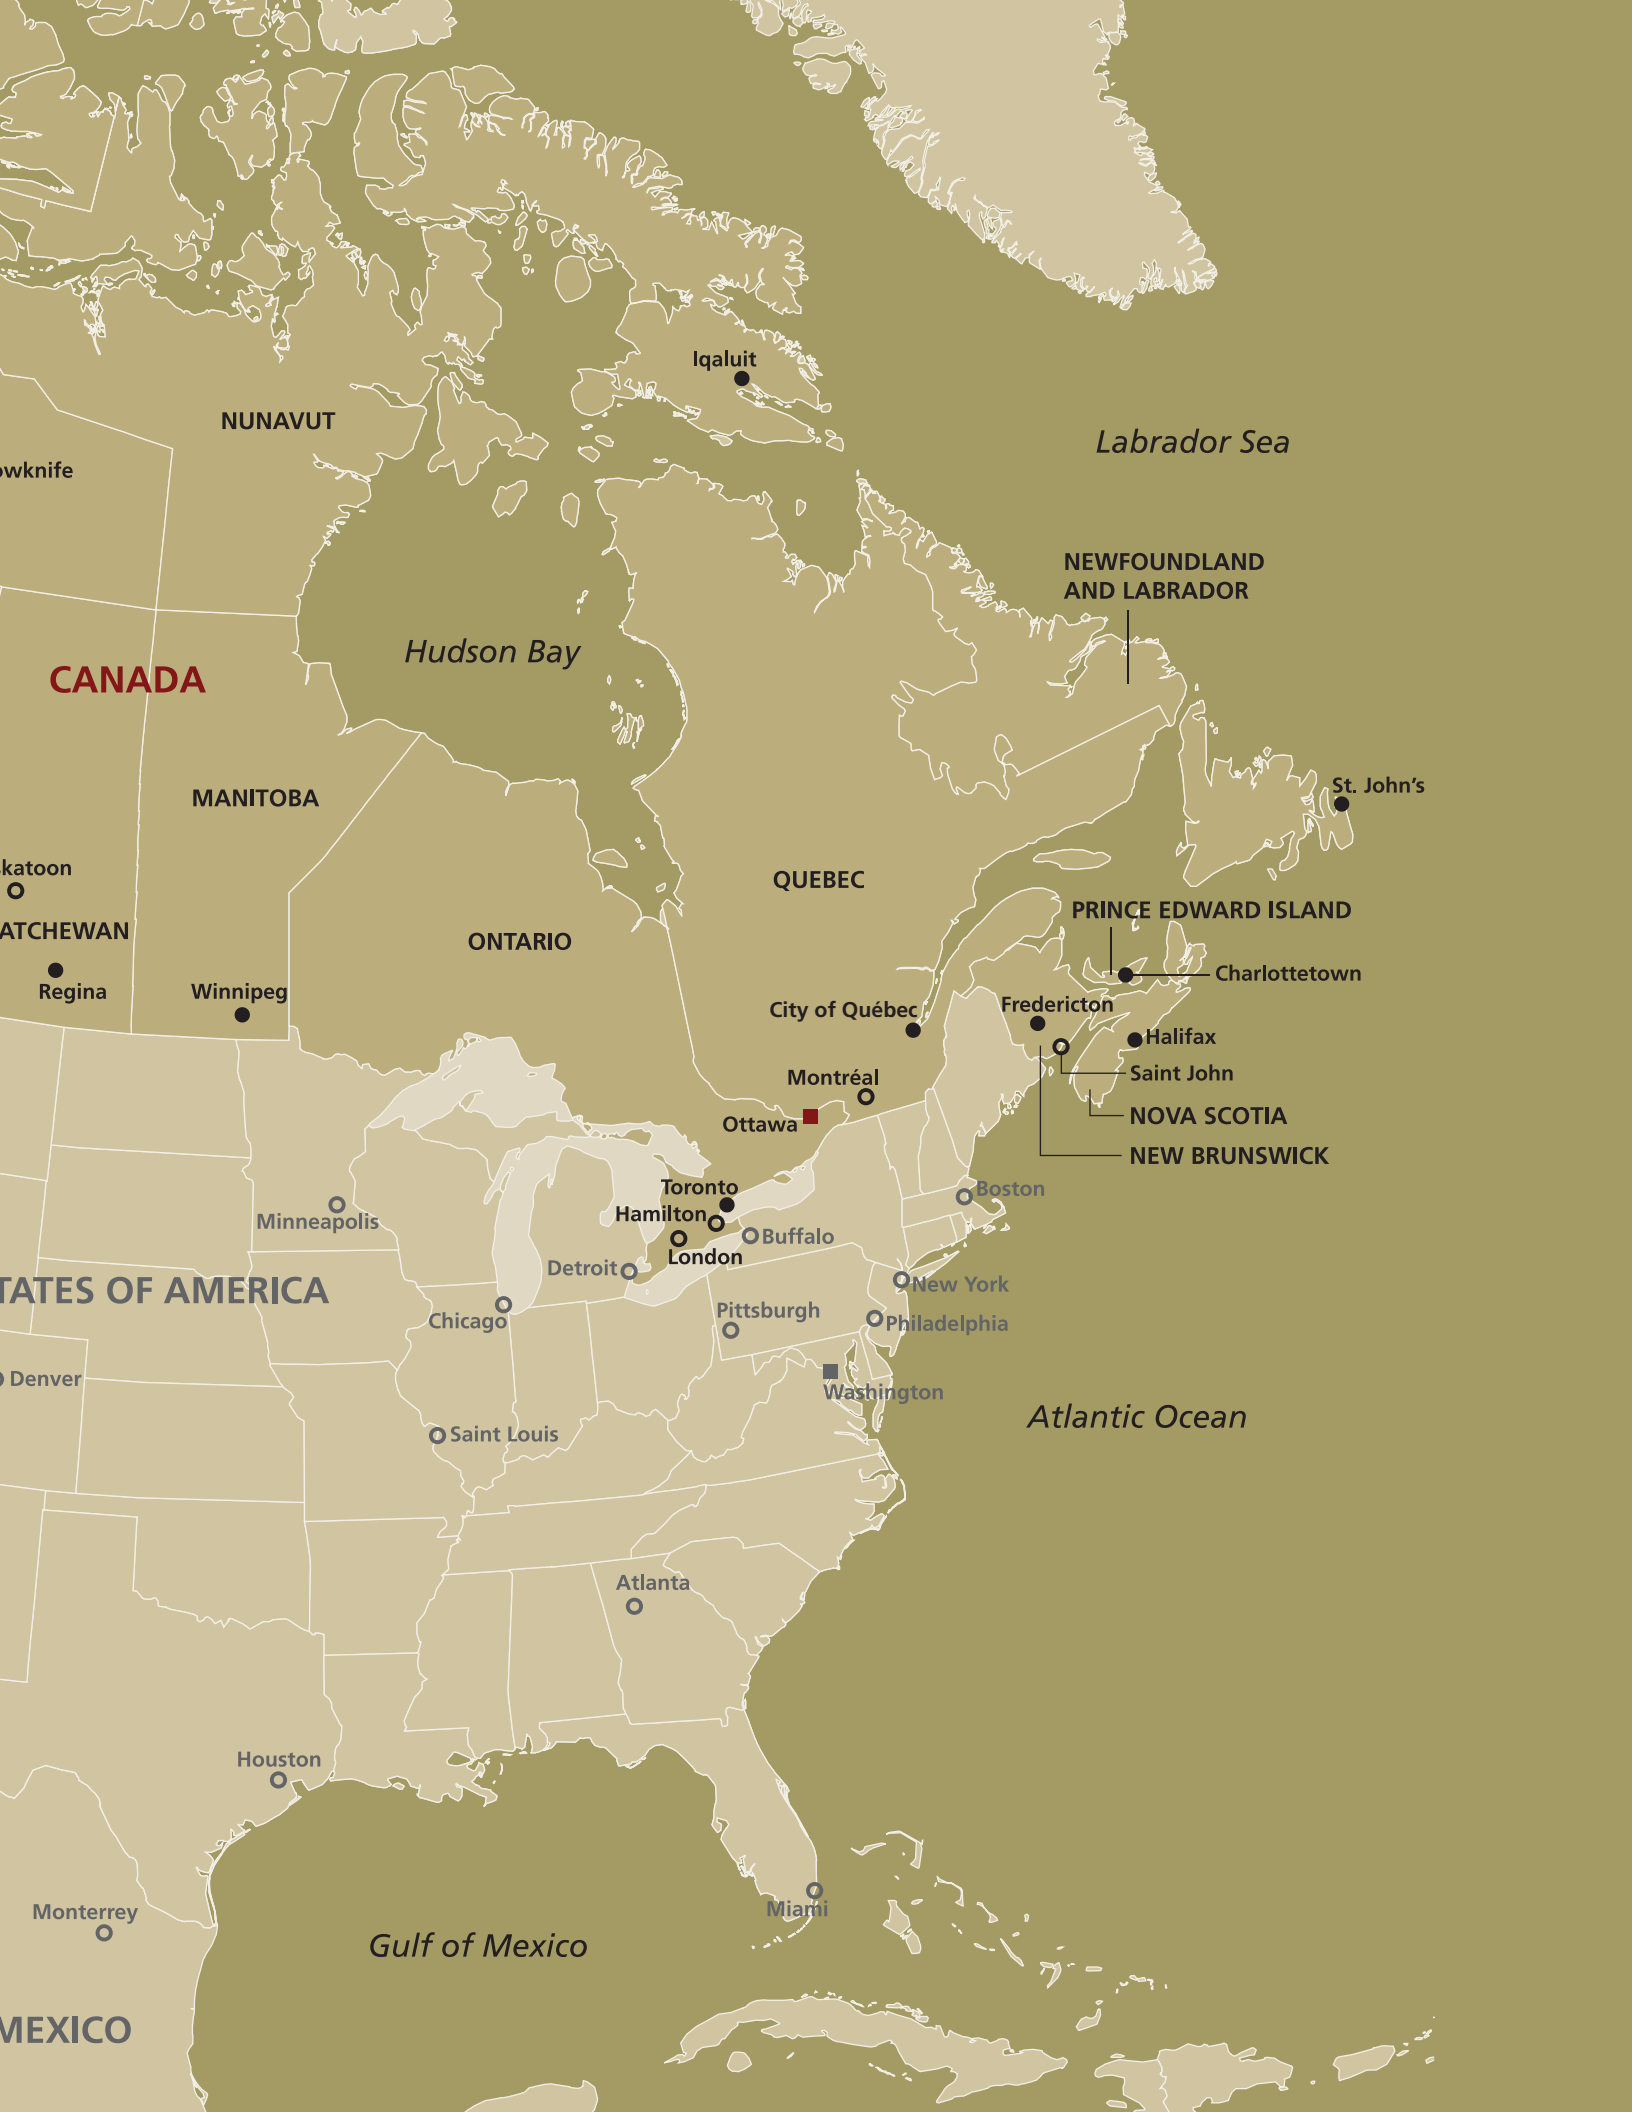 Iqaluit
NUNAVUT
Labrador Sea
owknife
NEWFOUNDLAND
AND LABRADOR
Hudson Bay
CANADA
St. John's
MANITOBA
skatoon
QUEBEC
PRINCE EDWARD ISLAND
ATCHEWAN
ONTARIO
Charlottetown
Regina
Winnipeg
Fredericton
City of Québec
Halifax
Saint John
Montréal
NOVA SCOTIA
Ottawa
NEW BRUNSWICK
Toronto
Boston
Hamilton
Minneapolis
Buffalo
London
Detroit
New York
TATES OF AMERICA
Pittsburgh
Chicago
Philadelphia
Denver
Washington
Atlantic Ocean
Saint Louis
Atlanta
Houston
Miami
Monterrey
Gulf of Mexico
MEXICO